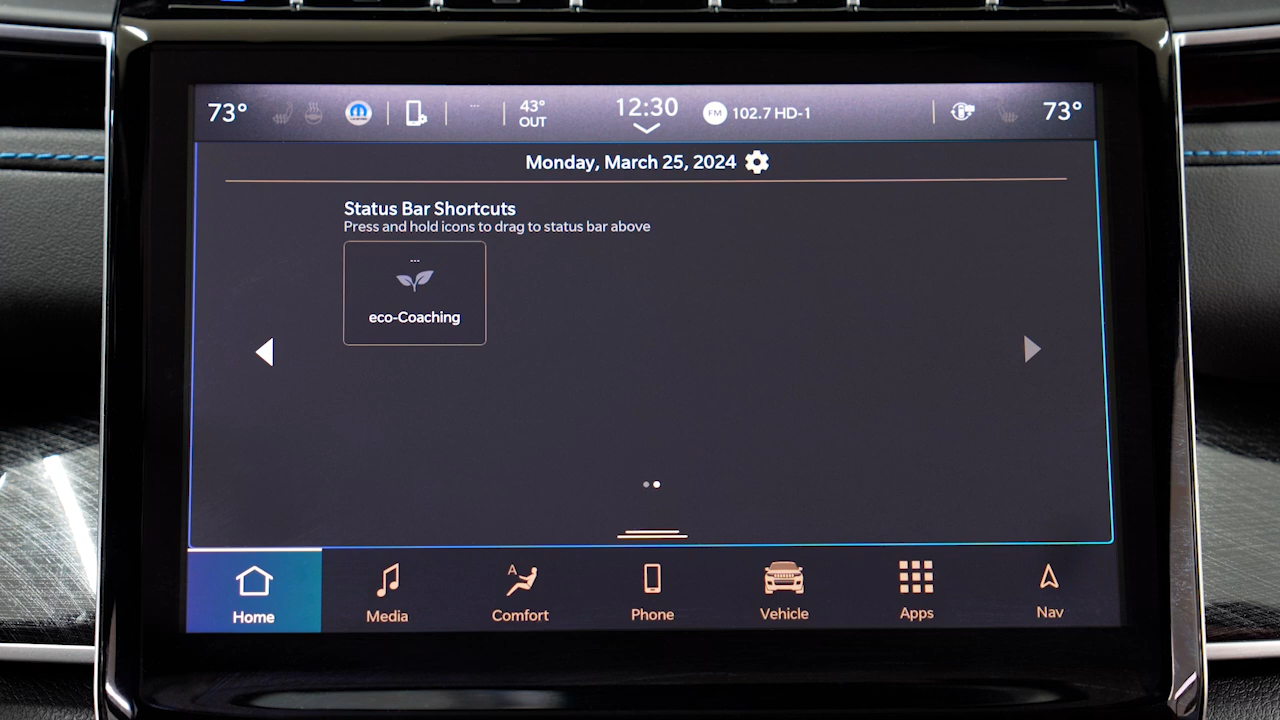 73°
43°
OUT
12:30
FM 102.7 HD-1
73°
Monday, March 25, 2024
Status Bar Shortcuts
Press and hold icons to drag to status bar above
eco-Coaching
A
Home
Media
Comfort
Phone
Vehicle
Apps
Nav